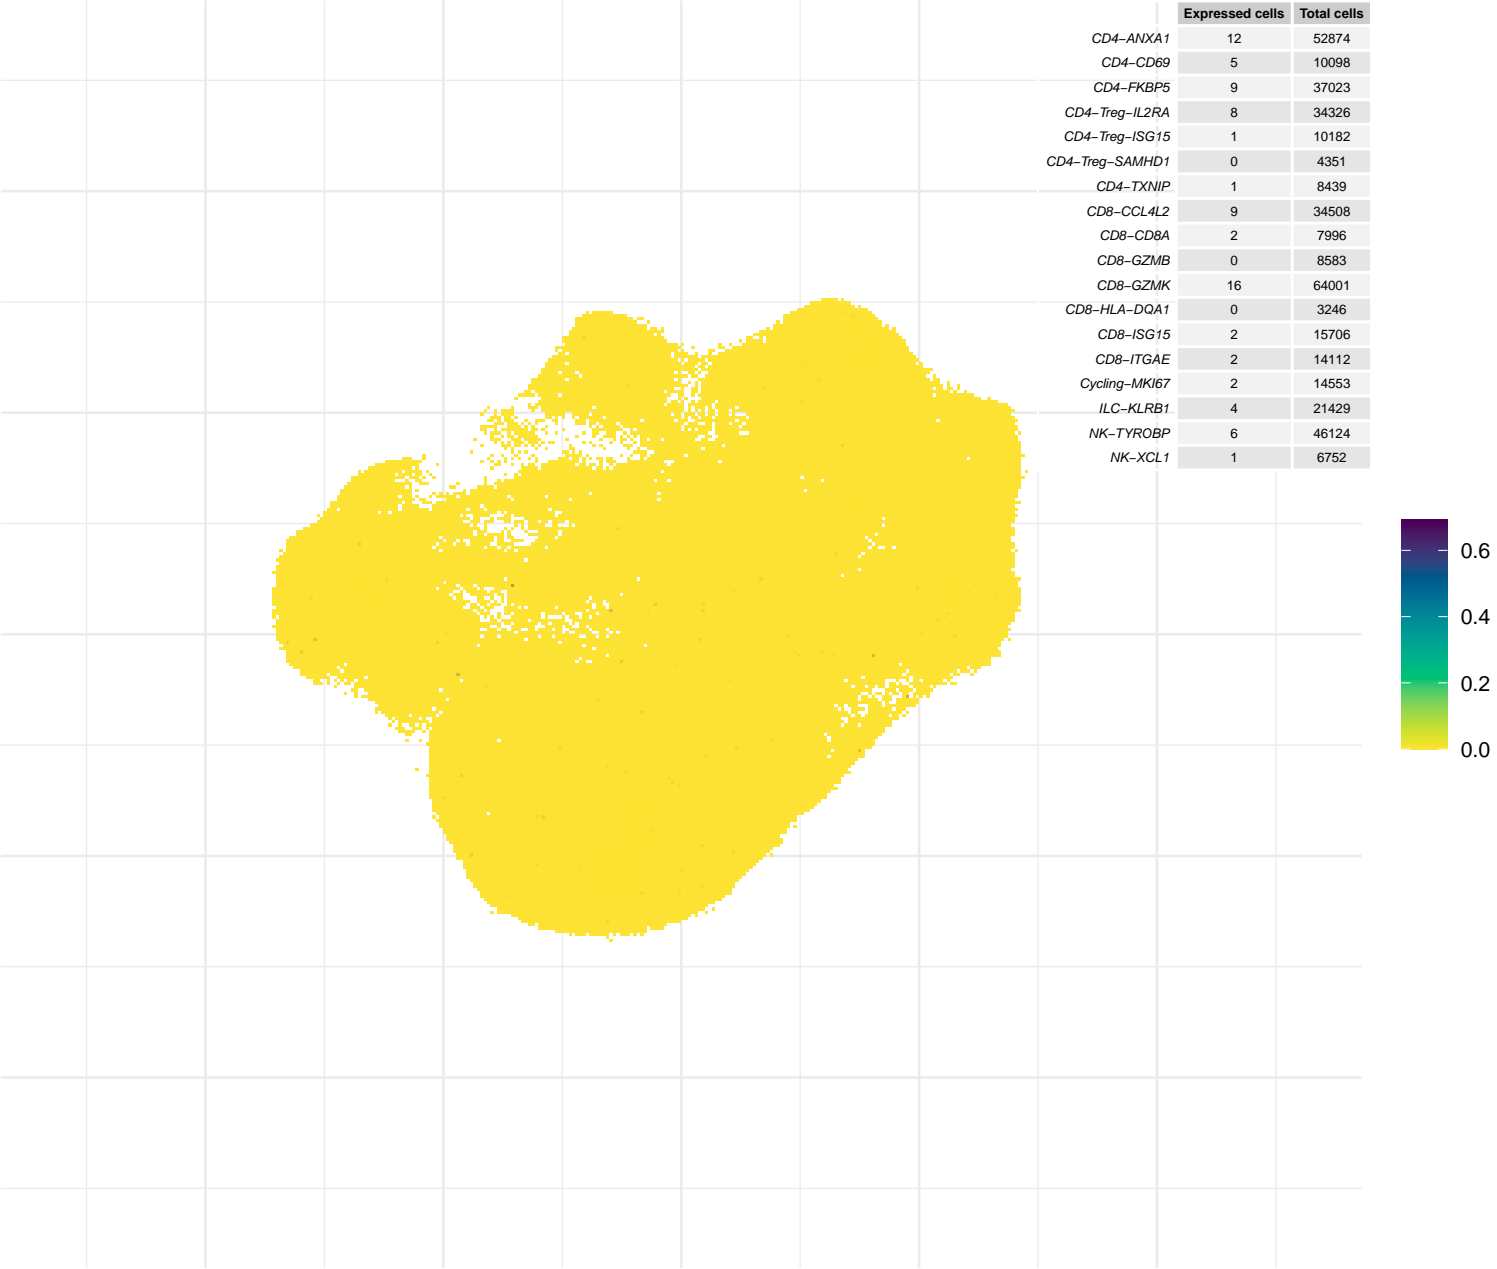 Expressed cells Total cells
CD4−ANXA1 12 52874
CD4−CD69 5 10098
CD4−FKBP5 9 37023
CD4−Treg−IL2RA 8 34326
CD4−Treg−ISG15 1 10182
CD4−Treg−SAMHD1 0 4351
CD4−TXNIP 1 8439
CD8−CCL4L2 9 34508
CD8−CD8A 2 7996
CD8−GZMB 0 8583
CD8−GZMK 16 64001
CD8−HLA−DQA1 0 3246
CD8−ISG15 2 15706
CD8−ITGAE 2 14112
Cycling−MKI67 2 14553
ILC−KLRB1 4 21429
NK−TYROBP 6 46124
NK−XCL1 1 6752
0.6
0.4
0.2
0.0